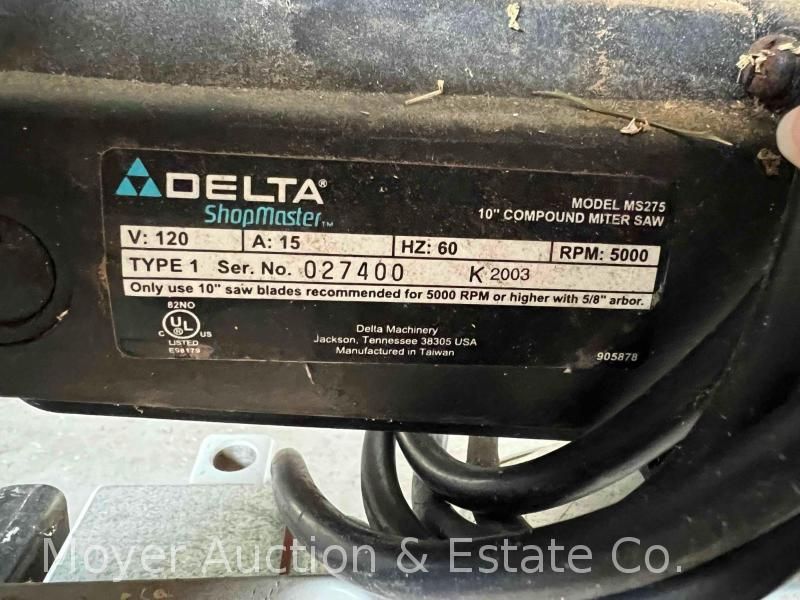 DELTA®
ShopMaster™
MODEL MS275
10" COMPOUND MITER SAW
V: 120 A: 15 HZ: 60 RPM: 5000
TYPE 1 Ser. No. 027400 K 2003
Only use 10" saw blades recommended for 5000 RPM or higher with 5/8" arbor.
82NO
C UL US
LISTED
E98179
Delta Machinery
Jackson, Tennessee 38305 USA
Manufactured in Taiwan
905878
Moyer Auction & Estate Co.